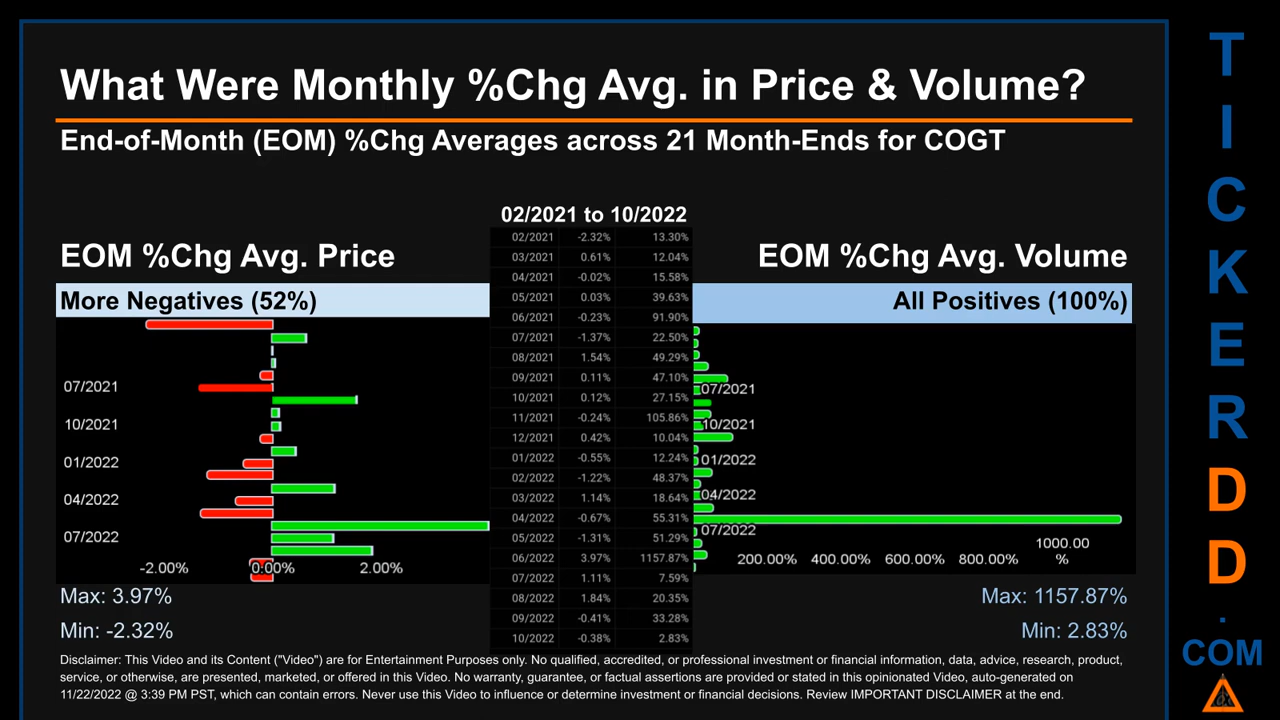 What Were Monthly %Chg Avg. in Price & Volume?
End-of-Month (EOM) %Chg Averages across 21 Month-Ends for COGT
02/2021 to 10/2022
EOM %Chg Avg. Price
More Negatives (52%)
07/2021
10/2021
01/2022
04/2022
07/2022
-2.00%
0.00%
2.00%
Max: 3.97%
Min: -2.32%
02/2021 -2.32% 13.30%
03/2021 0.61% 12.04%
04/2021 -0.02% 15.58%
05/2021 0.03% 39.63%
06/2021 -0.23% 91.90%
07/2021 -1.37% 22.50%
08/2021 1.54% 49.29%
09/2021 0.11% 47.10%
10/2021 0.12% 27.15%
11/2021 -0.24% 105.86%
12/2021 0.42% 10.04%
01/2022 -0.55% 12.24%
02/2022 -1.22% 48.37%
03/2022 1.14% 18.64%
04/2022 -0.67% 55.31%
05/2022 -1.31% 51.29%
06/2022 3.97% 1157.87%
07/2022 1.11% 7.59%
08/2022 1.84% 20.35%
09/2022 -0.41% 33.28%
10/2022 -0.38% 2.83%
EOM %Chg Avg. Volume
All Positives (100%)
07/2021
10/2021
01/2022
04/2022
07/2022
200.00%
400.00%
600.00%
800.00%
1000.00
%
Max: 1157.87%
Min: 2.83%
Disclaimer: This Video and its Content ("Video") are for Entertainment Purposes only. No qualified, accredited, or professional investment or financial information, data, advice, research, product,
service, or otherwise, are presented, marketed, or offered in this Video. No warranty, guarantee, or factual assertions are provided or stated in this opinionated Video, auto-generated on
11/22/2022 @ 3:39 PM PST, which can contain errors. Never use this Video to influence or determine investment or financial decisions. Review IMPORTANT DISCLAIMER at the end.
T
I
C
K
E
R
D
D
.
COM